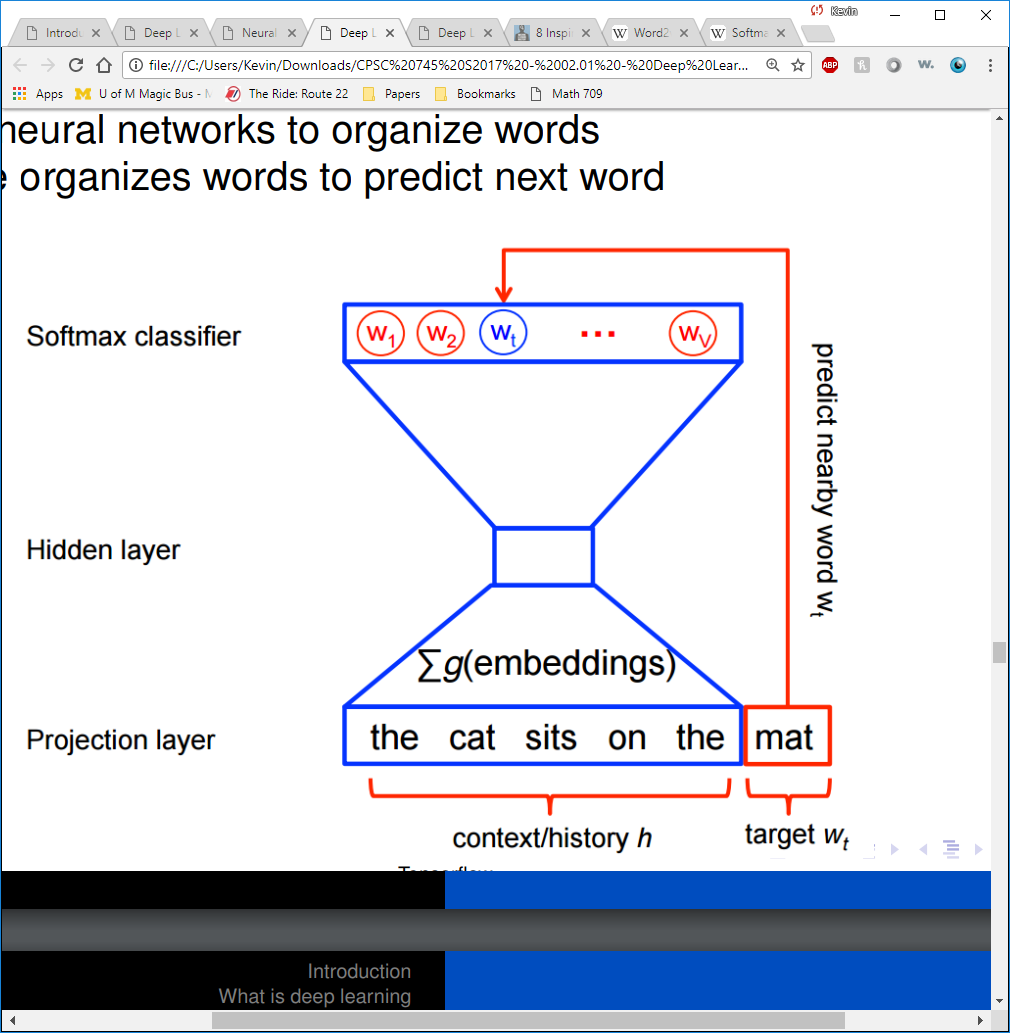 Kevin
Introdu
Deep L
Neural
Deep L
Deep L
8 Inspi
W Word2
W Softma
file:///C:/Users/Kevin/Downloads/CPSC%20745%20S2017%20-%2002.01%20-%20Deep%20Lear...
ABP
w.
Apps
M U of M Magic Bus - M
The Ride: Route 22
Papers
Bookmarks
Math 709
neural networks to organize words
e organizes words to predict next word
Softmax classifier
w1 w2 wt ... wV
predict nearby word wt
Hidden layer
∑g(embeddings)
Projection layer
the cat sits on the mat
context/history h
target wt
Tensorflow
Introduction
What is deep learning